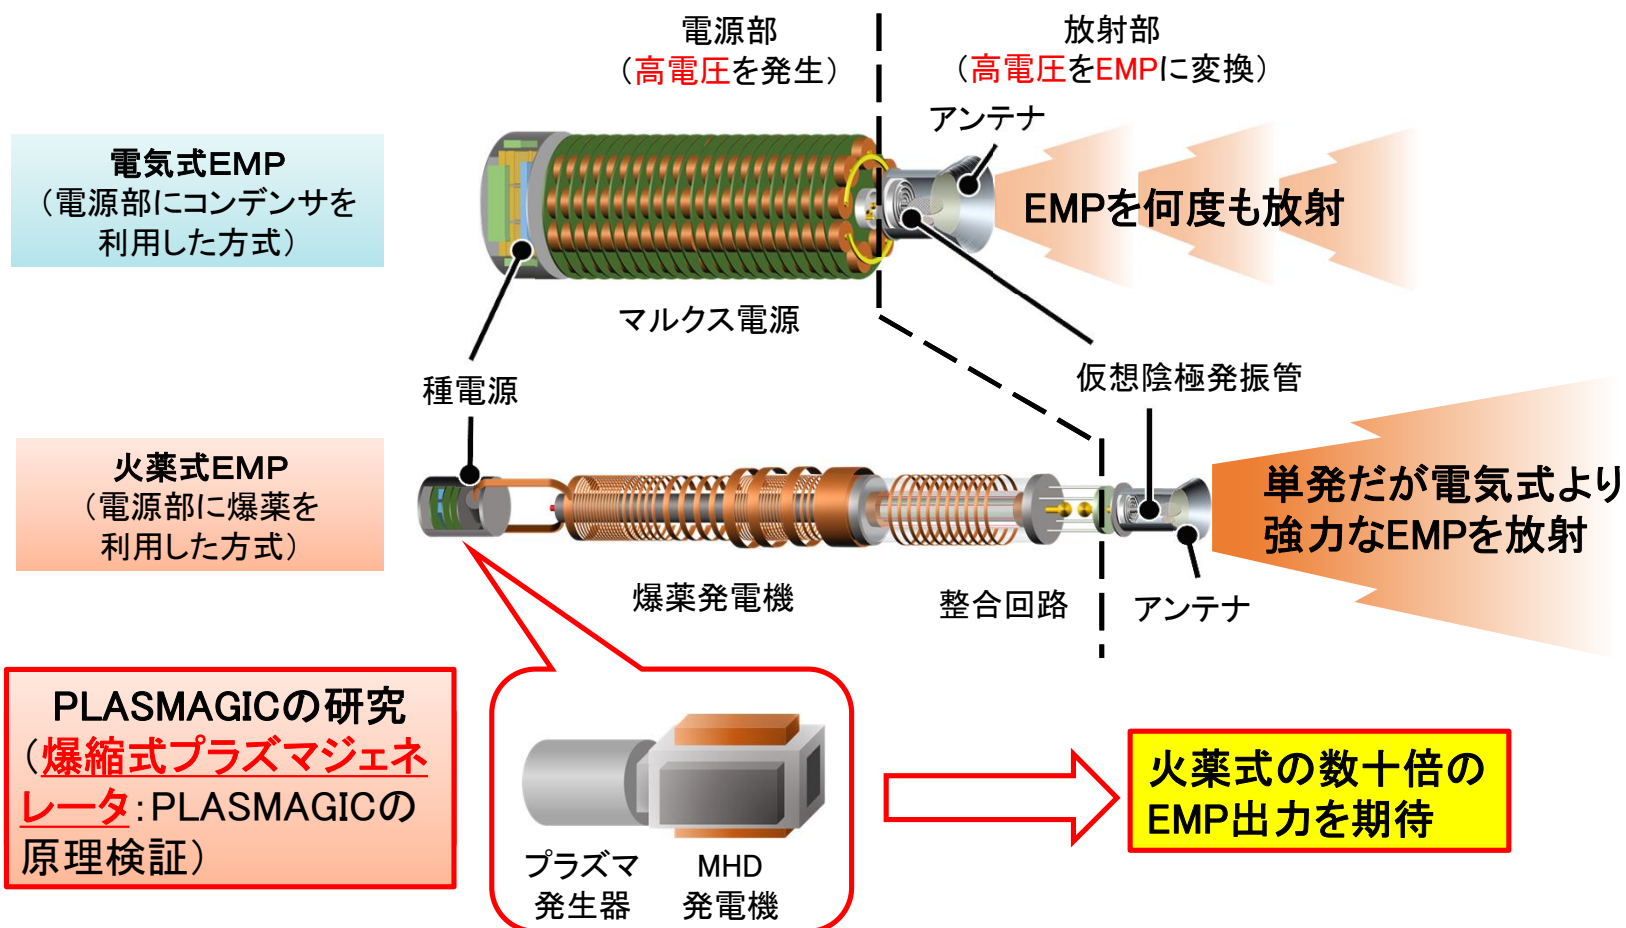 電源部
（高電圧を発生）
放射部
（高電圧をEMPに変換）
アンテナ
電気式EMP
（電源部にコンデンサを
利用した方式）
EMPを何度も放射
マルクス電源
種電源
仮想陰極発振管
火薬式EMP
（電源部に爆薬を
利用した方式）
単発だが電気式より
強力なEMPを放射
爆薬発電機
整合回路
アンテナ
PLASMAGICの研究
（爆縮式プラズマジェネ
レータ：PLASMAGICの
原理検証）
プラズマ
発生器
MHD
発電機
火薬式の数十倍の
EMP出力を期待